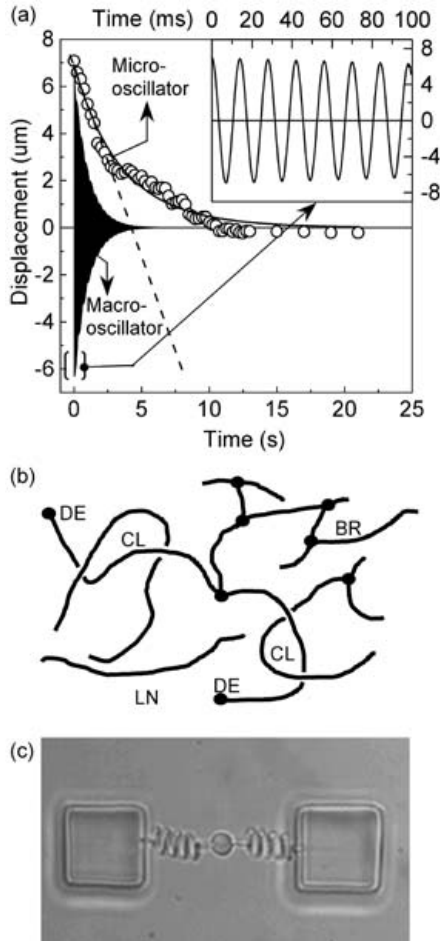 (a)
Time (ms)
0 20 40 60 80 100
8
6
4
2
0
-2
-4
-6
Displacement (um)
Micro-
oscillator
Macro-
oscillator
8
4
0
-4
-8
0 5 10 15 20 25
Time (s)
(b)
DE
CL
BR
CL
LN
DE
(c)